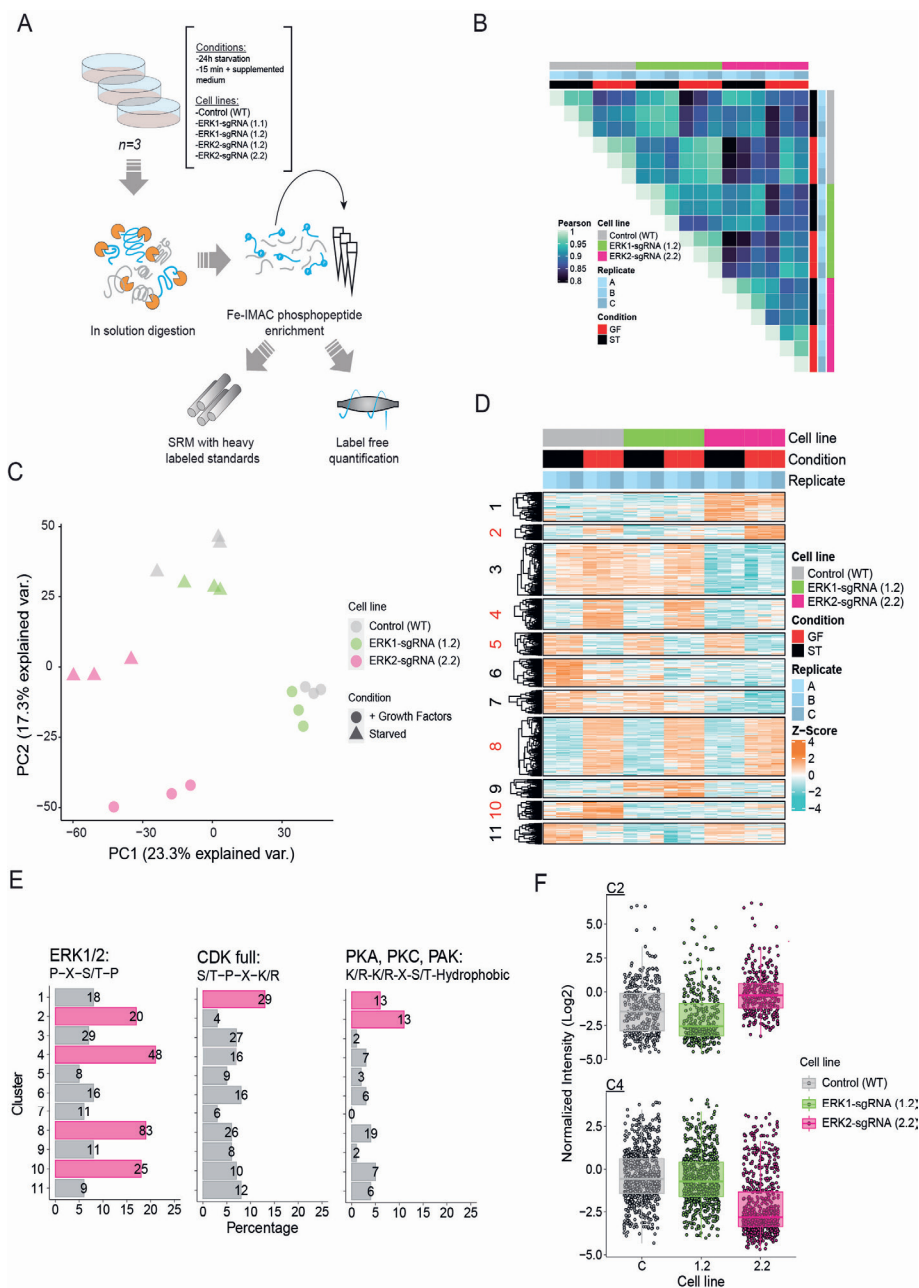 A
Conditions:
-24h starvation
-15 min + supplemented
medium
Cell lines:
-Control (WT)
-ERK1-sgRNA (1.1)
-ERK1-sgRNA (1.2)
-ERK2-sgRNA (1.2)
-ERK2-sgRNA (2.2)
n=3
In solution digestion
Fe-IMAC phosphopeptide
enrichment
SRM with heavy
labeled standards
Label free
quantification
B
Pearson
1
0.95
0.9
0.85
0.8
Cell line
Control (WT)
ERK1-sgRNA (1.2)
ERK2-sgRNA (2.2)
Replicate
A
B
C
Condition
GF
ST
C
50
25
0
−25
−50
PC2 (17.3% explained var.)
−60
−30
0
30
PC1 (23.3% explained var.)
Cell line
Control (WT)
ERK1-sgRNA (1.2)
ERK2-sgRNA (2.2)
Condition
+ Growth Factors
Starved
D
Cell line
Condition
Replicate
1
2
3
4
5
6
7
8
9
10
11
Cell line
Control (WT)
ERK1-sgRNA (1.2)
ERK2-sgRNA (2.2)
Condition
GF
ST
Replicate
A
B
C
Z-Score
4
2
0
−2
−4
E
ERK1/2:
P−X−S/T−P
Cluster
1
2
3
4
5
6
7
8
9
10
11
18
20
29
48
8
16
11
83
11
25
9
0
5
10
15
20
25
CDK full:
S/T−P−X−K/R
29
4
27
16
9
16
6
26
8
10
12
0
5
10
15
20
25
Percentage
PKA, PKC, PAK:
K/R-K/R-X-S/T-Hydrophobic
13
13
2
7
3
6
0
19
2
7
6
0
5
10
15
20
25
F
C2
5.0
2.5
0.0
−2.5
−5.0
Normalized Intensity (Log2)
C4
5.0
2.5
0.0
−2.5
−5.0
C
1.2
2.2
Cell line
Cell line
Control (WT)
ERK1-sgRNA (1.2)
ERK2-sgRNA (2.2)